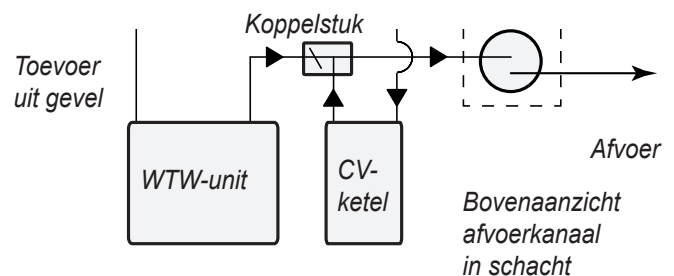 Koppelstuk
Toevoer
uit gevel
WTW-unit
CV-
ketel
Afvoer
Bovenaanzicht
afvoerkanaal
in schacht